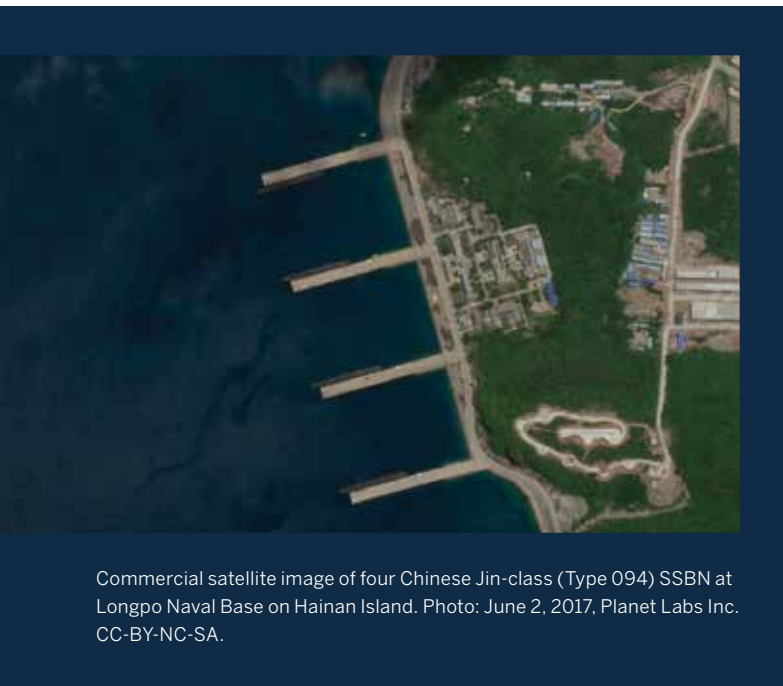 Commercial satellite image of four Chinese Jin-class (Type 094) SSBN at
Longpo Naval Base on Hainan Island. Photo: June 2, 2017, Planet Labs Inc.
CC-BY-NC-SA.